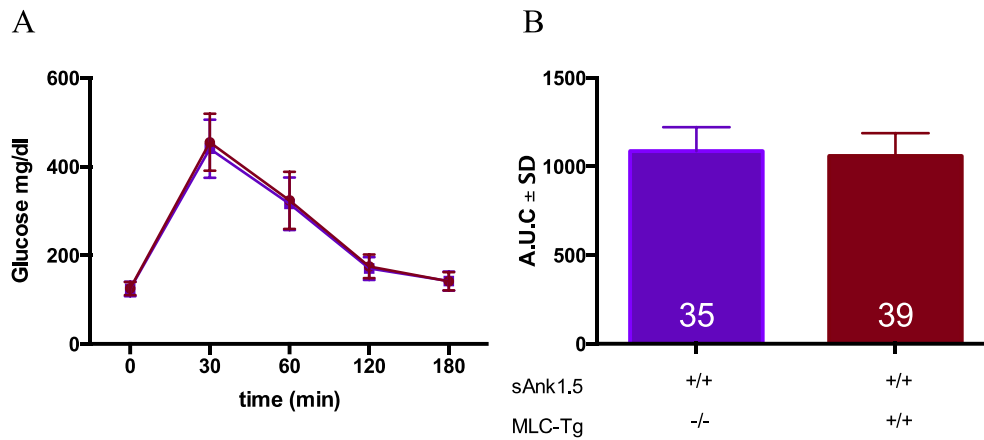 A
Glucose mg/dl
600
400
200
0
0 30 60 120 180
time (min)
B
A.U.C ± SD
1500
1000
500
0
35 39
sAnk1.5 +/+ +/+
MLC-Tg -/- +/+